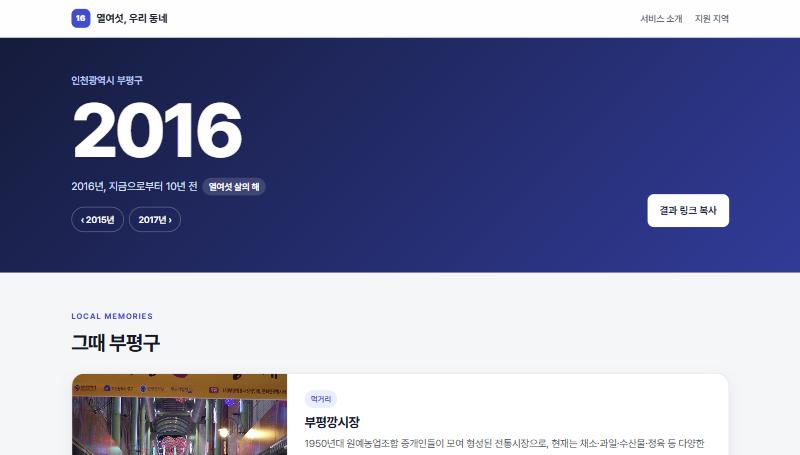 16 열여섯, 우리 동네
서비스 소개 지원 지역
인천광역시 부평구
2016
2016년, 지금으로부터 10년 전 열여섯 살의 해
‹ 2015년 2017년 ›
결과 링크 복사
LOCAL MEMORIES
그때 부평구
먹거리
부평깡시장
1950년대 원예농업조합 중개인들이 모여 형성된 전통시장으로, 현재는 채소·과일·수산물·정육 등 다양한